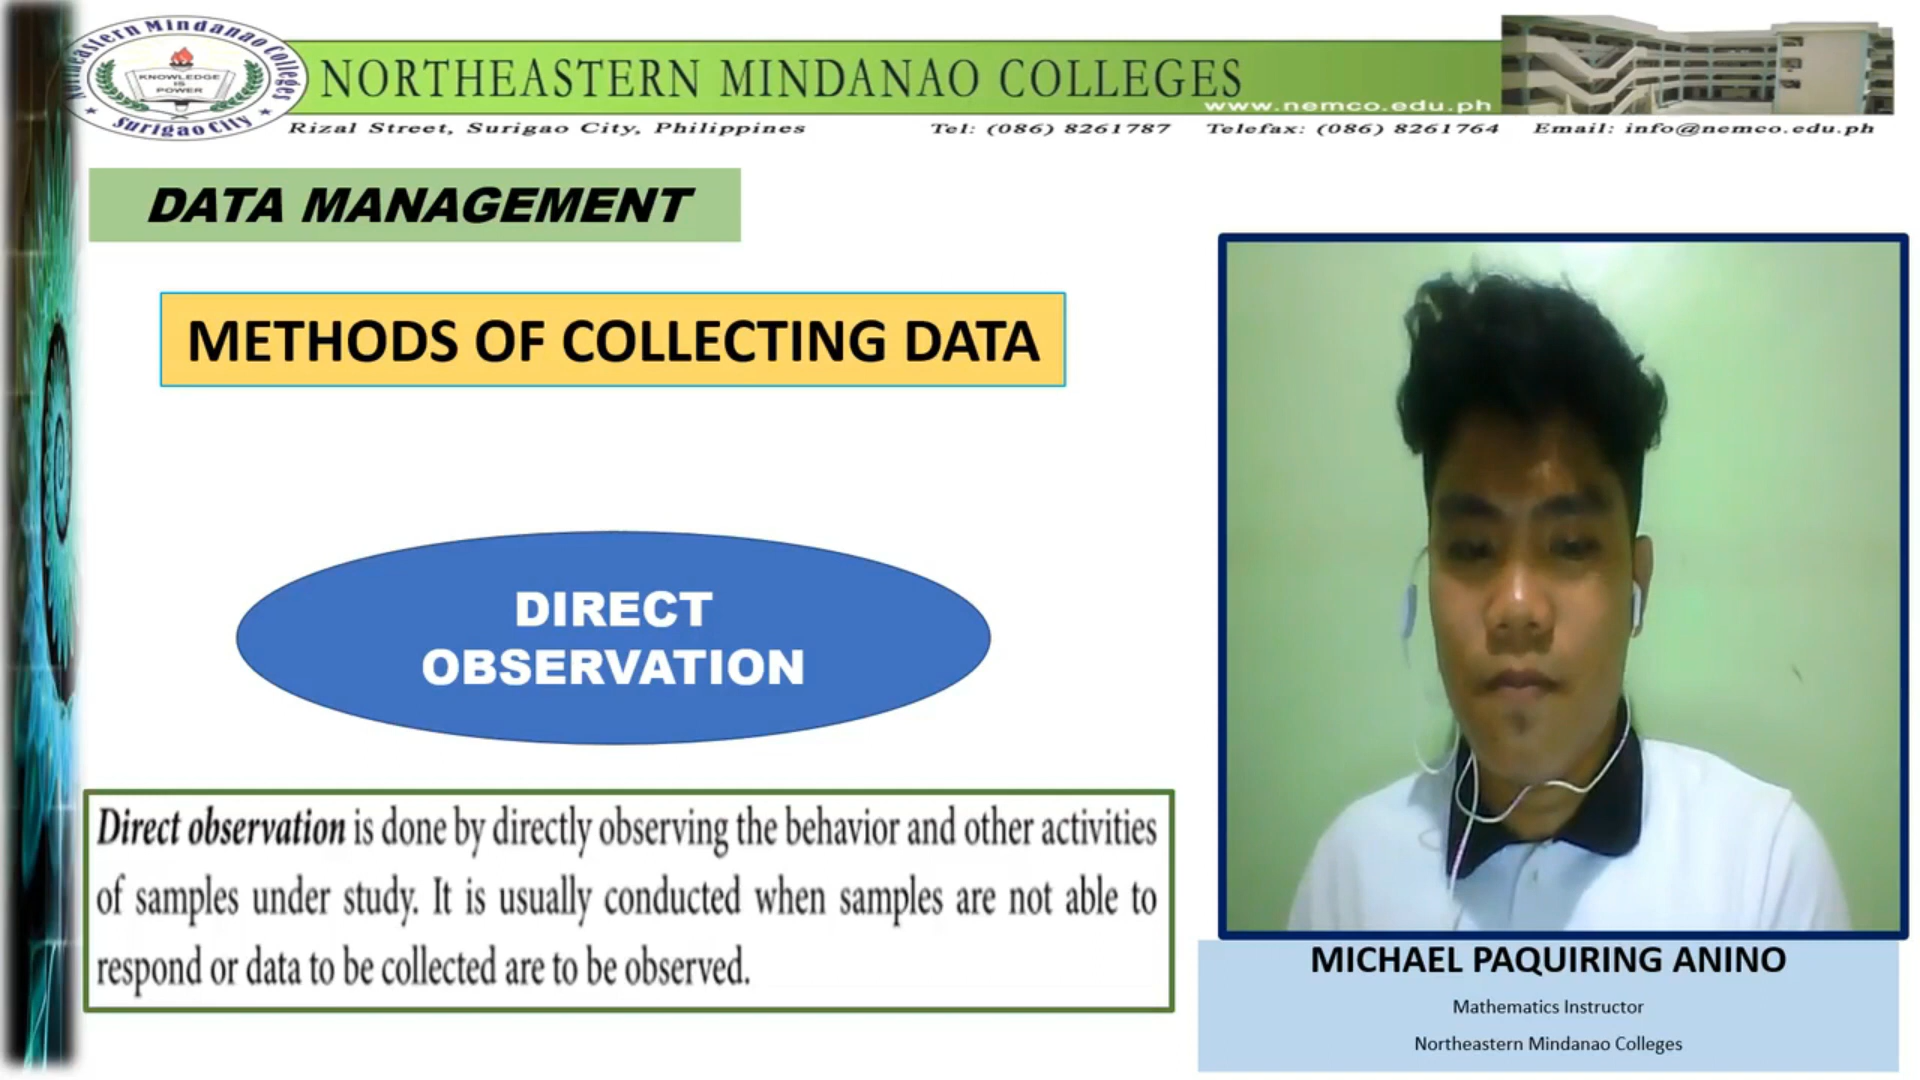 Northeastern Mindanao Colleges
KNOWLEDGE
IS
POWER
Surigao City
NORTHEASTERN MINDANAO COLLEGES
www.nemco.edu.ph
Rizal Street, Surigao City, Philippines Tel: (086) 8261787 Telefax: (086) 8261764 Email: info@nemco.edu.ph
DATA MANAGEMENT
METHODS OF COLLECTING DATA
DIRECT
OBSERVATION
Direct observation is done by directly observing the behavior and other activities
of samples under study. It is usually conducted when samples are not able to
respond or data to be collected are to be observed.
MICHAEL PAQUIRING ANINO
Mathematics Instructor
Northeastern Mindanao Colleges